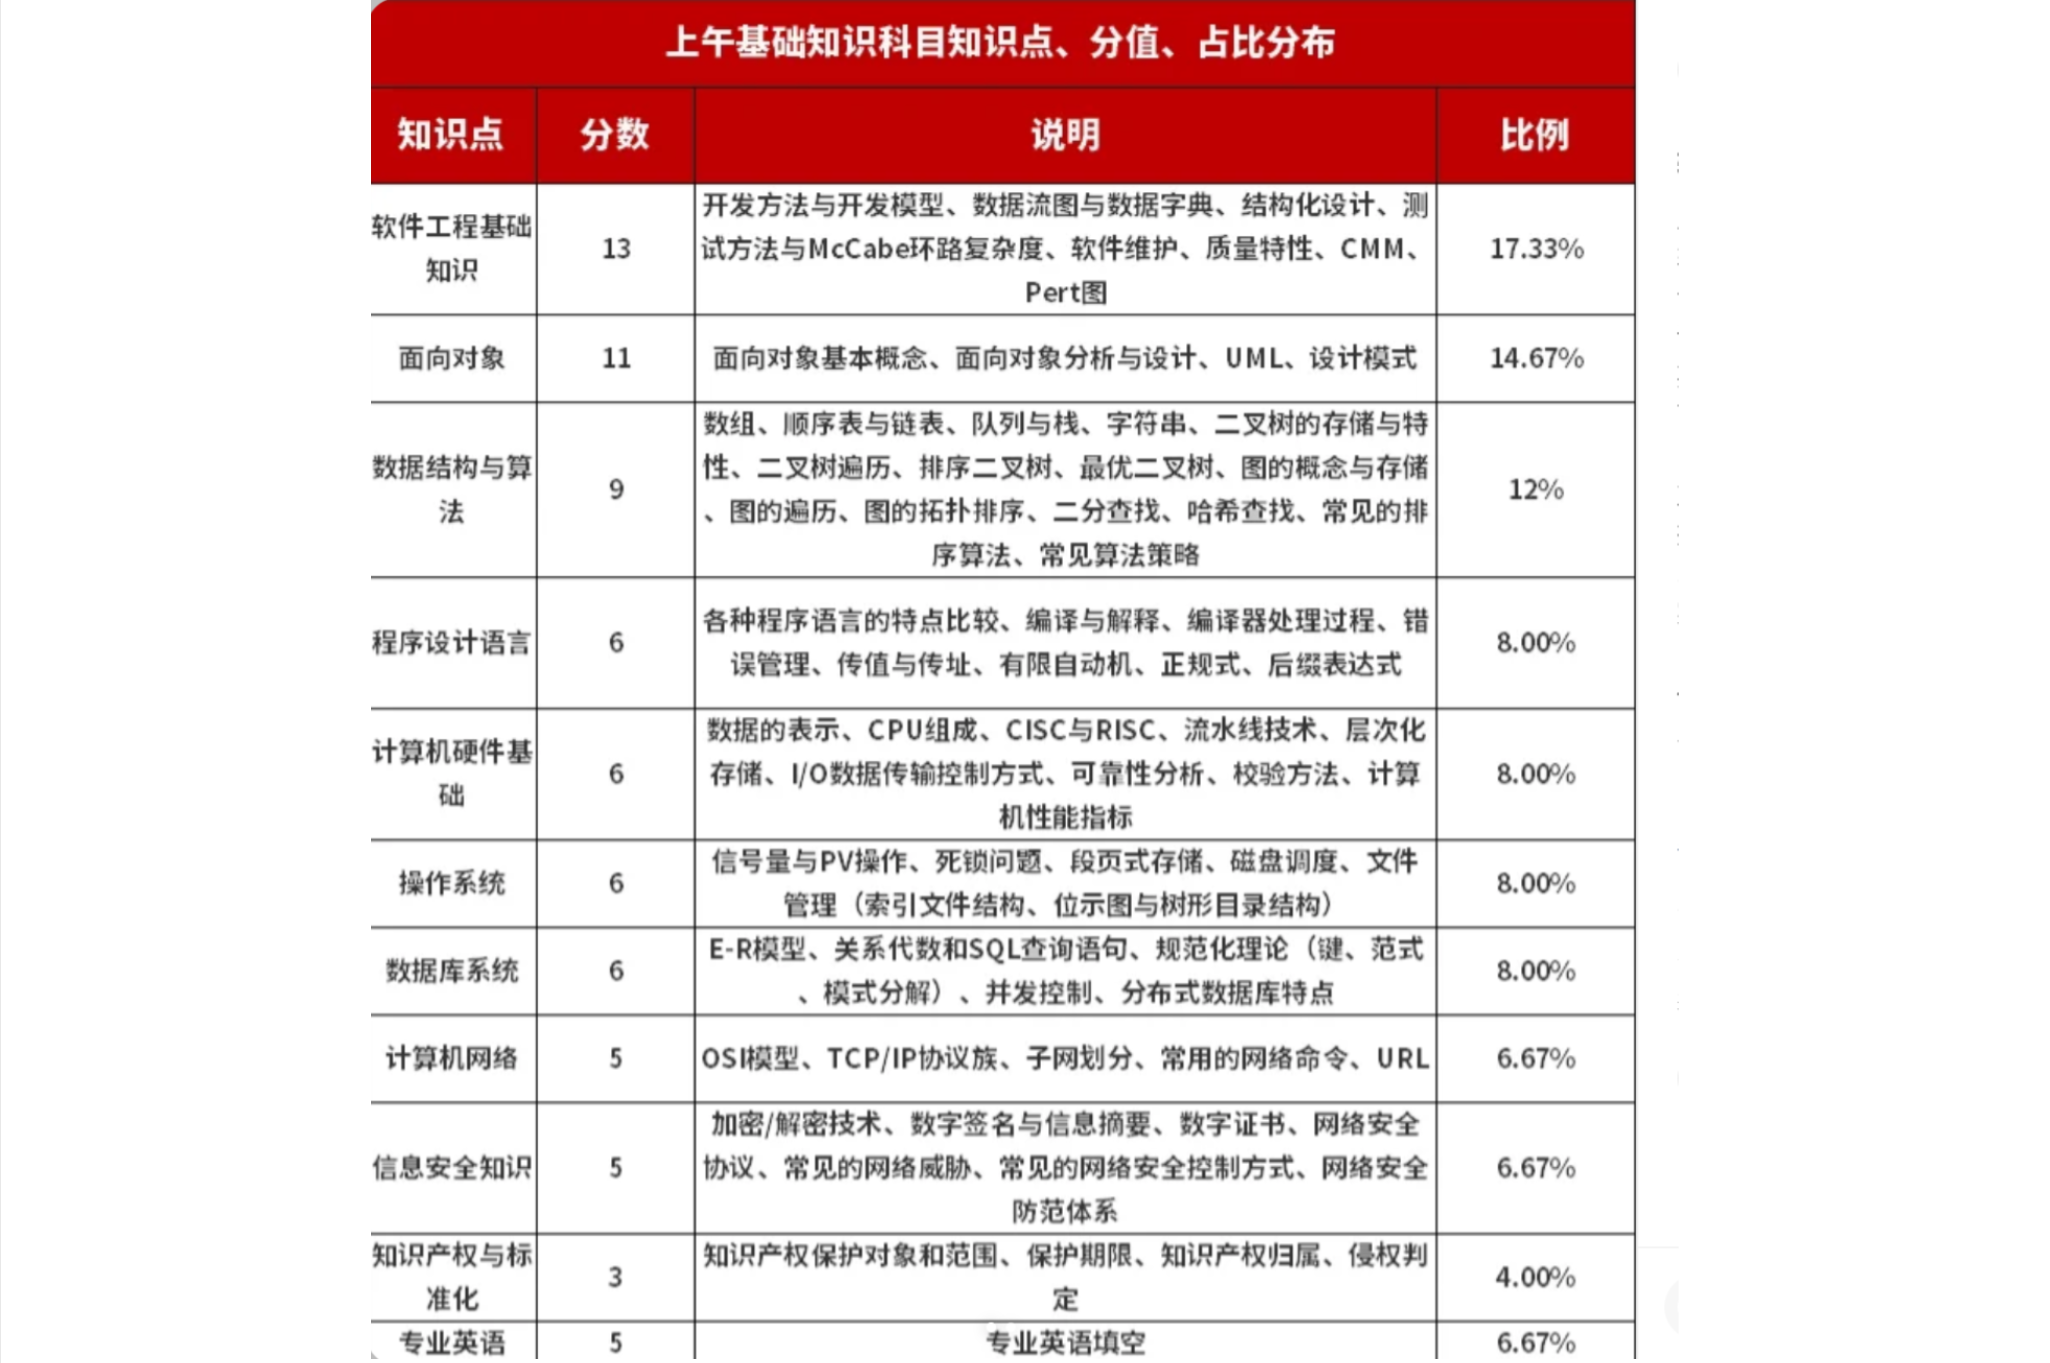 上午基础知识科目知识点、分值、占比分布
知识点 分数 说明 比例
软件工程基础
知识
13
开发方法与开发模型、数据流图与数据字典、结构化设计、测
试方法与McCabe环路复杂度、软件维护、质量特性、CMM、
Pert图
17.33%
面向对象
11
面向对象基本概念、面向对象分析与设计、UML、设计模式
14.67%
数据结构与算
法
9
数组、顺序表与链表、队列与栈、字符串、二叉树的存储与特
性、二叉树遍历、排序二叉树、最优二叉树、图的概念与存储
、图的遍历、图的拓扑排序、二分查找、哈希查找、常见的排
序算法、常见算法策略
12%
程序设计语言
6
各种程序语言的特点比较、编译与解释、编译器处理过程、错
误管理、传值与传址、有限自动机、正规式、后缀表达式
8.00%
计算机硬件基
础
6
数据的表示、CPU组成、CISC与RISC、流水线技术、层次化
存储、I/O数据传输控制方式、可靠性分析、校验方法、计算
机性能指标
8.00%
操作系统
6
信号量与PV操作、死锁问题、段页式存储、磁盘调度、文件
管理（索引文件结构、位示图与树形目录结构）
8.00%
数据库系统
6
E-R模型、关系代数和SQL查询语句、规范化理论（键、范式
、模式分解）、并发控制、分布式数据库特点
8.00%
计算机网络
5
OSI模型、TCP/IP协议族、子网划分、常用的网络命令、URL
6.67%
信息安全知识
5
加密/解密技术、数字签名与信息摘要、数字证书、网络安全
协议、常见的网络威胁、常见的网络安全控制方式、网络安全
防范体系
6.67%
知识产权与标
准化
3
知识产权保护对象和范围、保护期限、知识产权归属、侵权判
定
4.00%
专业英语
5
专业英语填空
6.67%